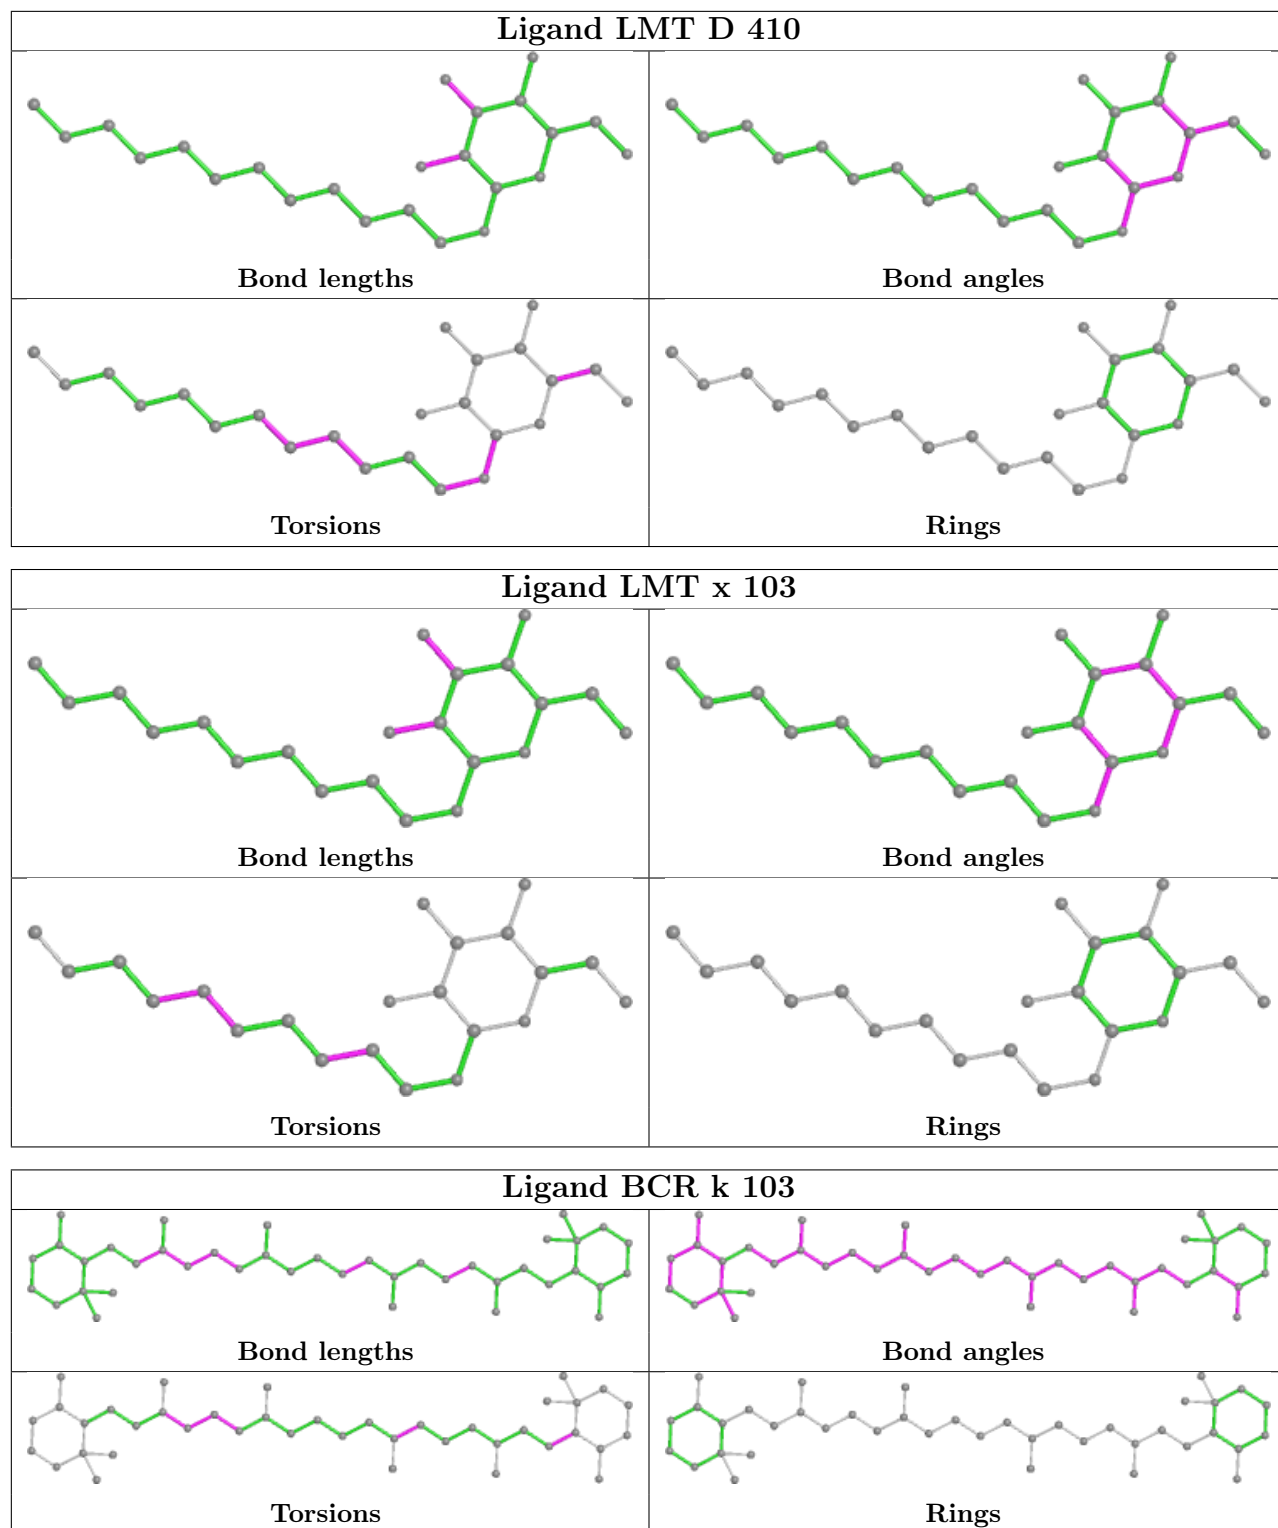 Ligand LMT D 410
Bond lengths
Bond angles
Torsions
Rings
Ligand LMT x 103
Bond lengths
Bond angles
Torsions
Rings
Ligand BCR k 103
Bond lengths
Bond angles
Torsions
Rings